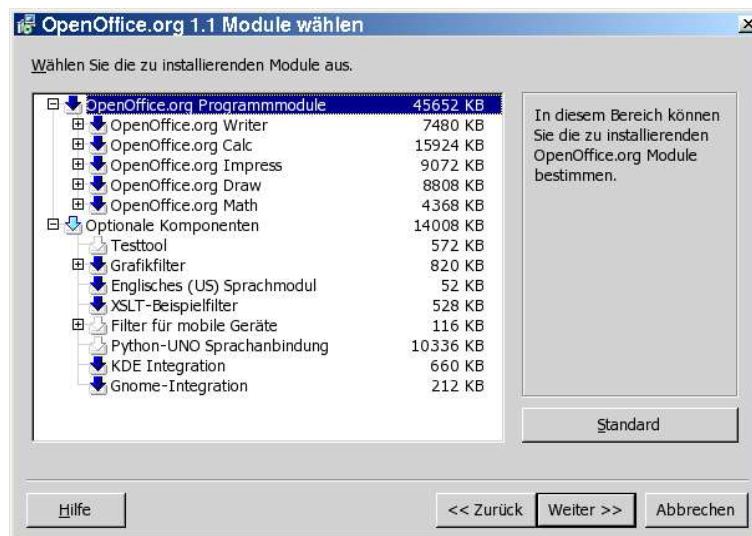 OpenOffice.org 1.1 Module wählen
Wählen Sie die zu installierenden Module aus.
OpenOffice.org Programmmodule 45652 KB
OpenOffice.org Writer 7480 KB
OpenOffice.org Calc 15924 KB
OpenOffice.org Impress 9072 KB
OpenOffice.org Draw 8808 KB
OpenOffice.org Math 4368 KB
Optionale Komponenten 14008 KB
Testtool 572 KB
Grafikfilter 820 KB
Englisches (US) Sprachmodul 52 KB
XSLT-Beispielfilter 528 KB
Filter für mobile Geräte 116 KB
Python-UNO Sprachanbindung 10336 KB
KDE Integration 660 KB
Gnome-Integration 212 KB
In diesem Bereich können
Sie die zu installierenden
OpenOffice.org Module
bestimmen.
Standard
Hilfe
<< Zurück
Weiter >>
Abbrechen